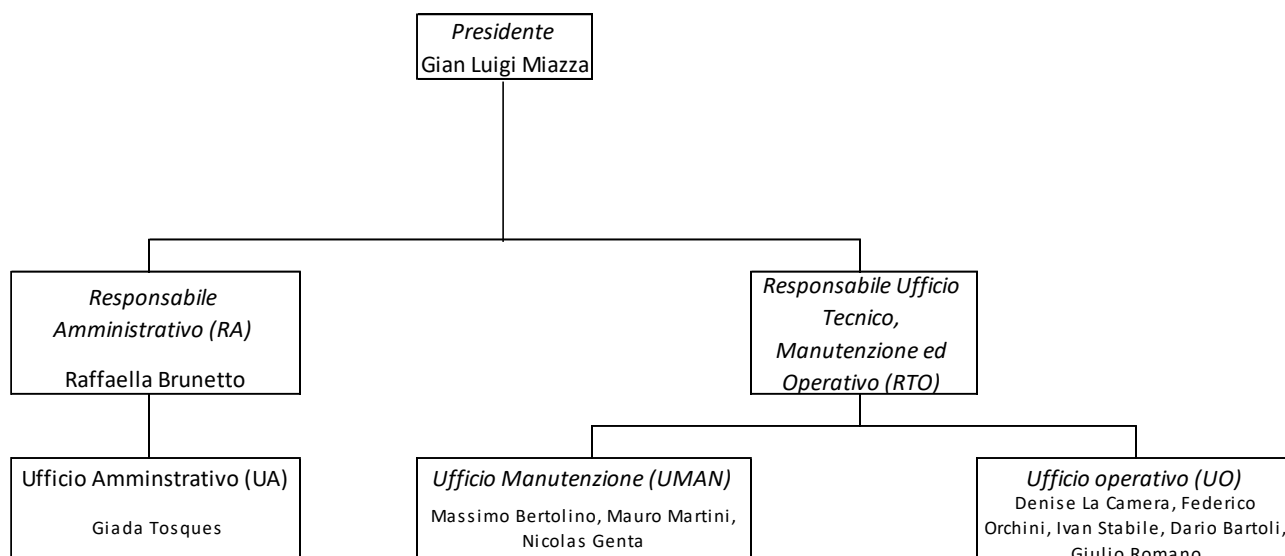 Presidente
Gian Luigi Miazza
Responsabile
Amministrativo (RA)
Raffaella Brunetto
Responsabile Ufficio
Tecnico,
Manutenzione ed
Operativo (RTO)
Ufficio Amminstrativo (UA)
Giada Tosques
Ufficio Manutenzione (UMAN)
Massimo Bertolino, Mauro Martini,
Nicolas Genta
Ufficio operativo (UO)
Denise La Camera, Federico
Orchini, Ivan Stabile, Dario Bartoli,
Giulio Romano